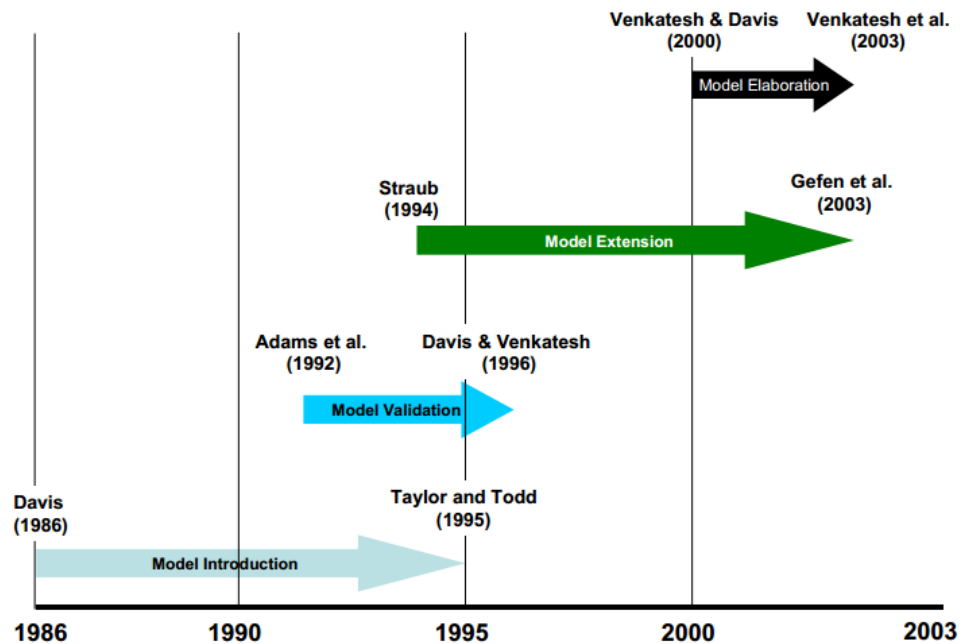 Venkatesh & Davis
(2000)
Venkatesh et al.
(2003)
Model Elaboration
Straub
(1994)
Gefen et al.
(2003)
Model Extension
Adams et al.
(1992)
Davis & Venkatesh
(1996)
Model Validation
Davis
(1986)
Taylor and Todd
(1995)
Model Introduction
1986
1990
1995
2000
2003